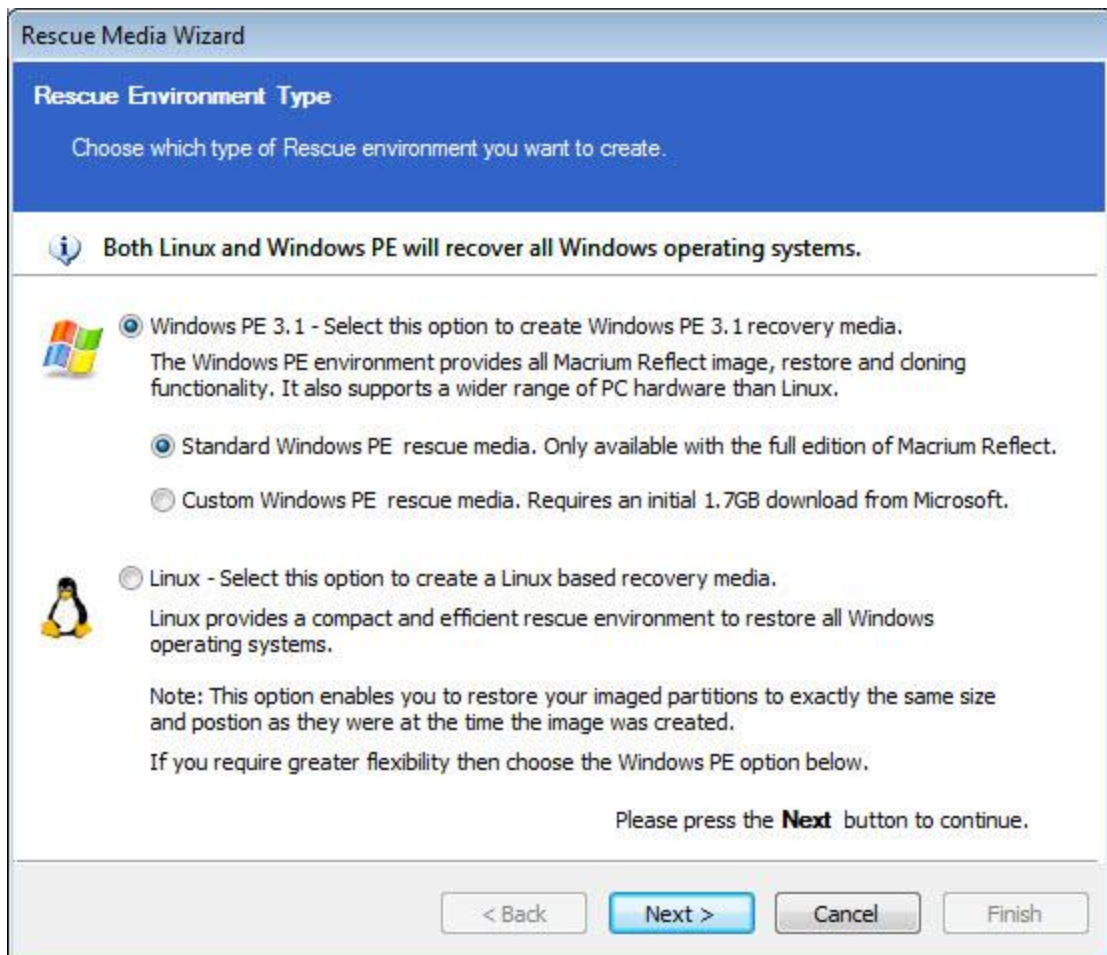 Rescue Media Wizard
Rescue Environment Type
Choose which type of Rescue environment you want to create.
Both Linux and Windows PE will recover all Windows operating systems.
Windows PE 3.1 - Select this option to create Windows PE 3.1 recovery media.
The Windows PE environment provides all Macrium Reflect image, restore and cloning
functionality. It also supports a wider range of PC hardware than Linux.
Standard Windows PE rescue media. Only available with the full edition of Macrium Reflect.
Custom Windows PE rescue media. Requires an initial 1.7GB download from Microsoft.
Linux - Select this option to create a Linux based recovery media.
Linux provides a compact and efficient rescue environment to restore all Windows
operating systems.
Note: This option enables you to restore your imaged partitions to exactly the same size
and postion as they were at the time the image was created.
If you require greater flexibility then choose the Windows PE option below.
Please press the Next button to continue.
< Back Next > Cancel Finish